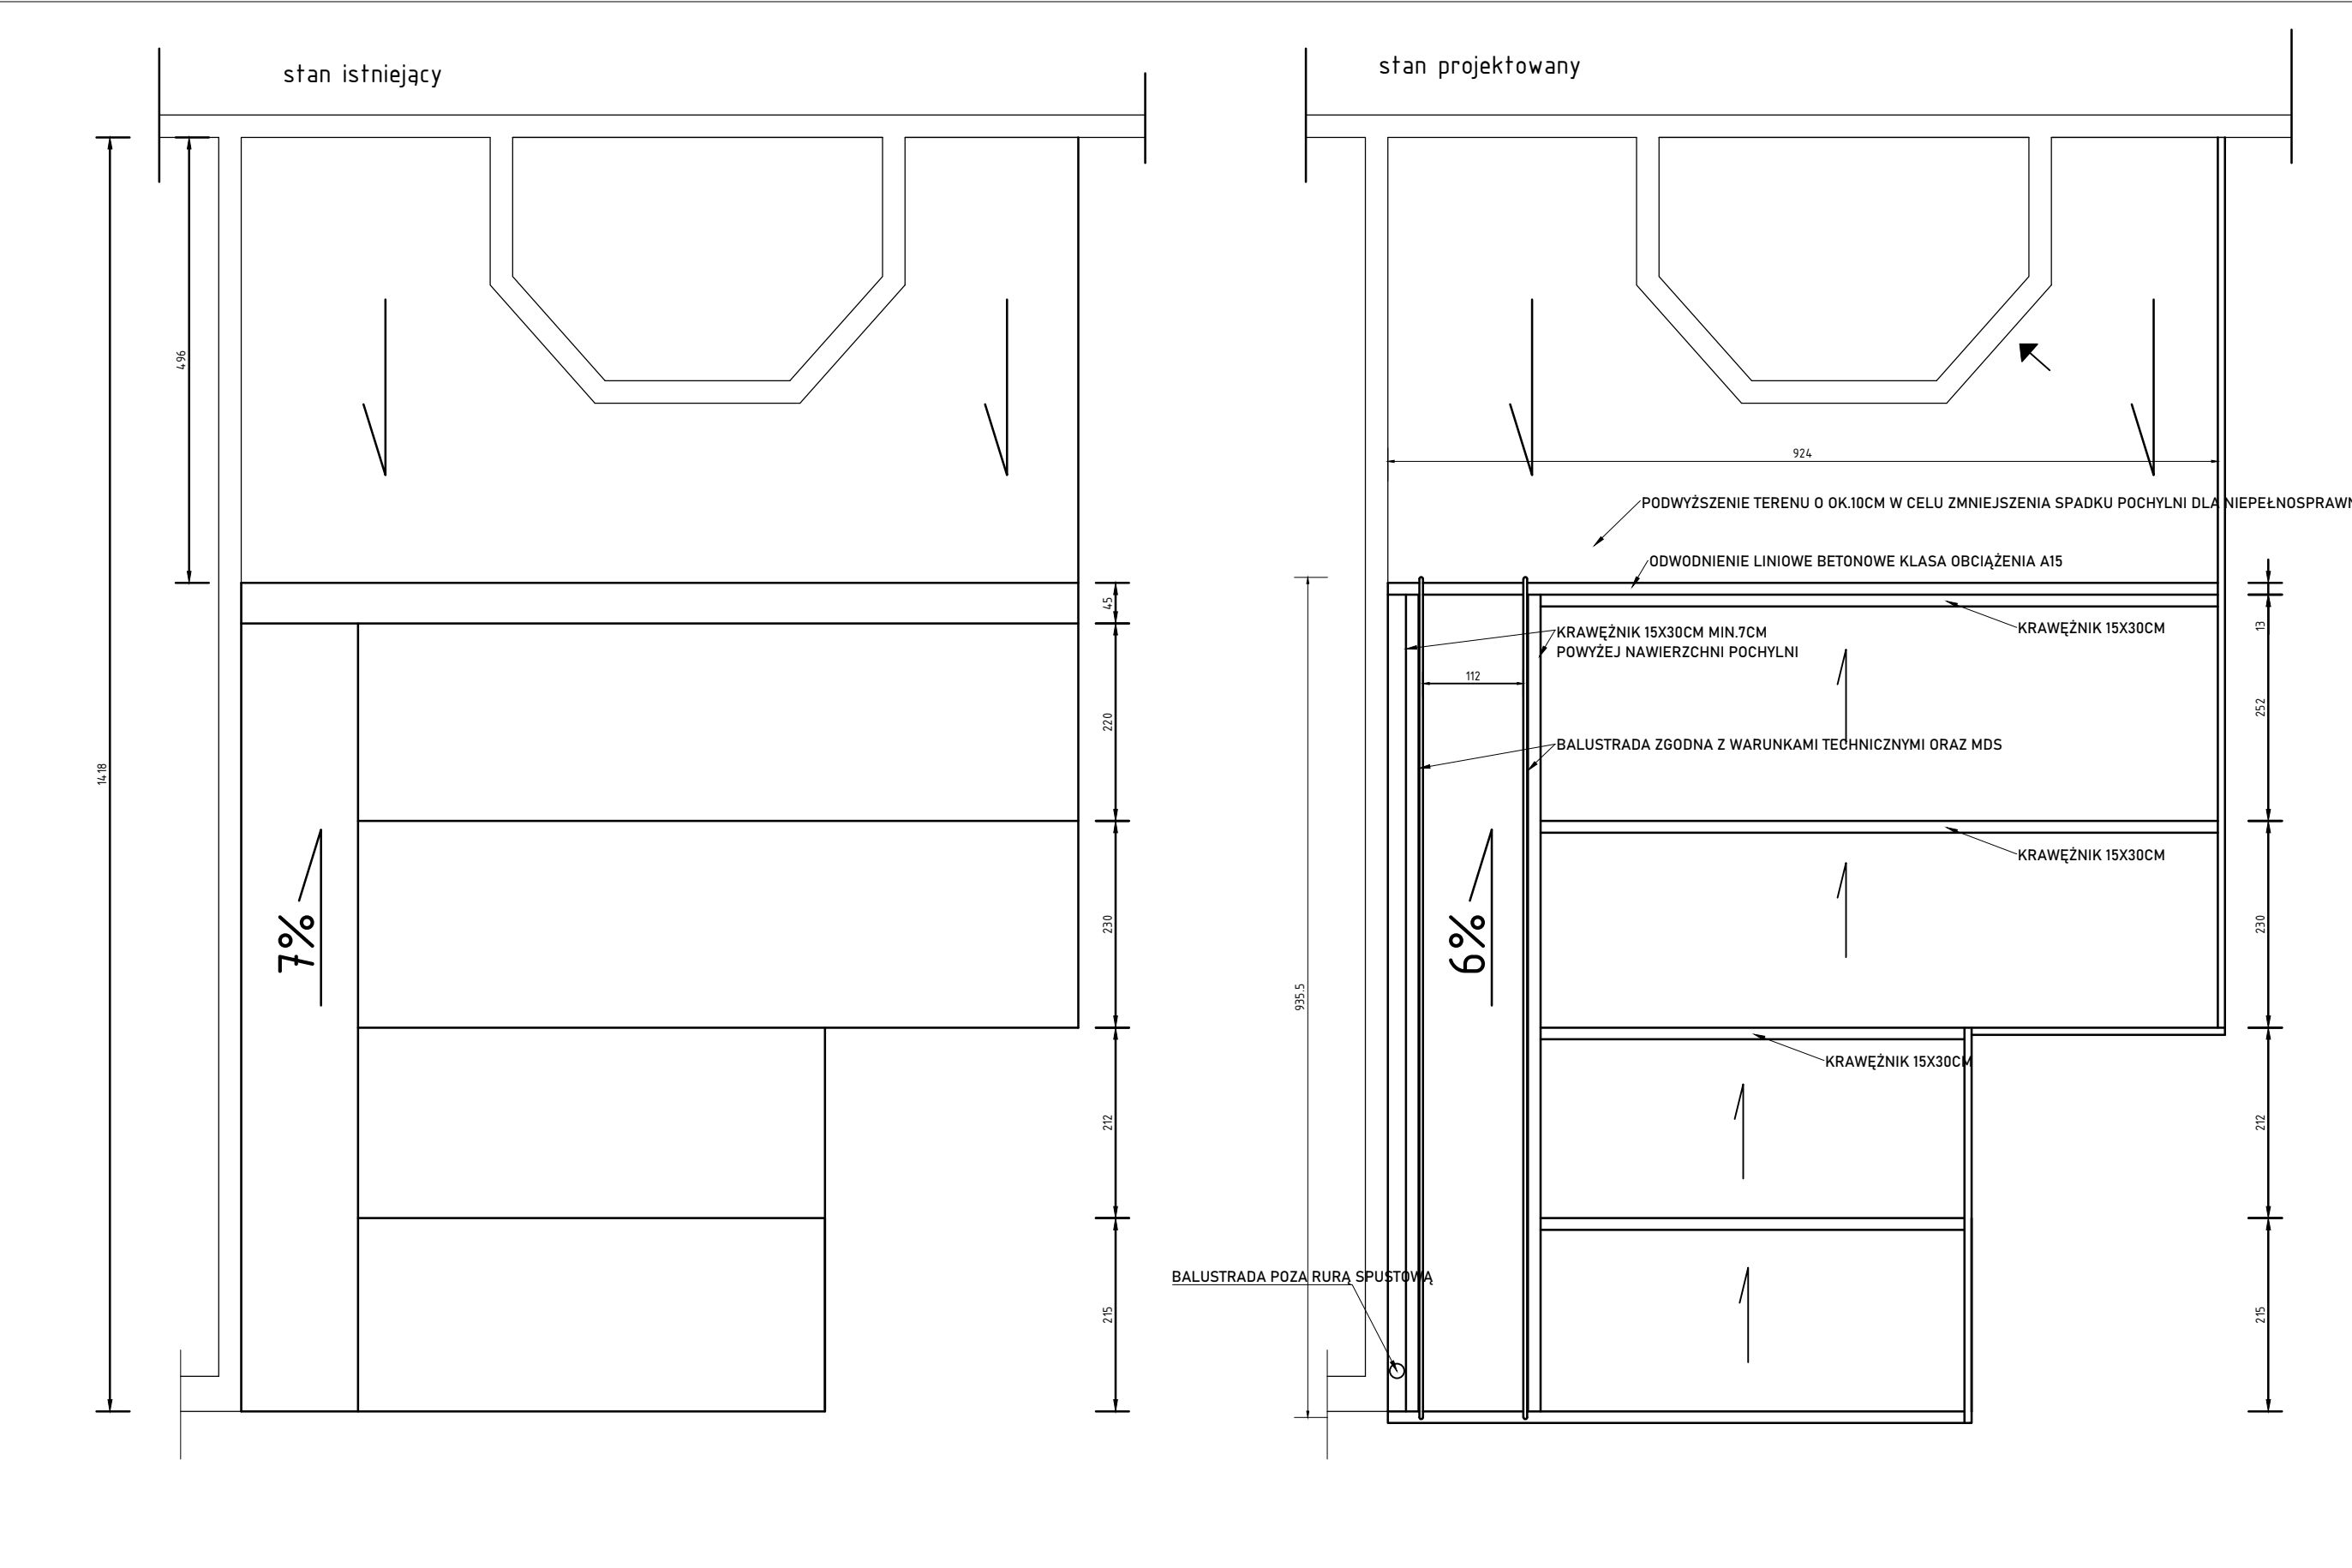 stan istniejący
496
1418
45
220
7%
230
212
215
stan projektowany
924
PODWYŻSZENIE TERENU O OK.10CM W CELU ZMNIEJSZENIA SPADKU POCHYLNI DLA
ODWODNIENIE LINIOWE BETONOWE KLASA OBCIĄŻENIA A15
KRAWĘŻNIK 15X30CM MIN.7CM
POWYŻEJ NAWIERZCHNI POCHYLNI
KRAWĘŻNIK 15X30CM
13
112
252
BALUSTRADA ZGODNA Z WARUNKAMI TECHNICZNYMI ORAZ MDS
KRAWĘŻNIK 15X30CM
6%
230
935.5
KRAWĘŻNIK 15X30CM
212
BALUSTRADA POZA RURĄ SPUSTOWĄ
215